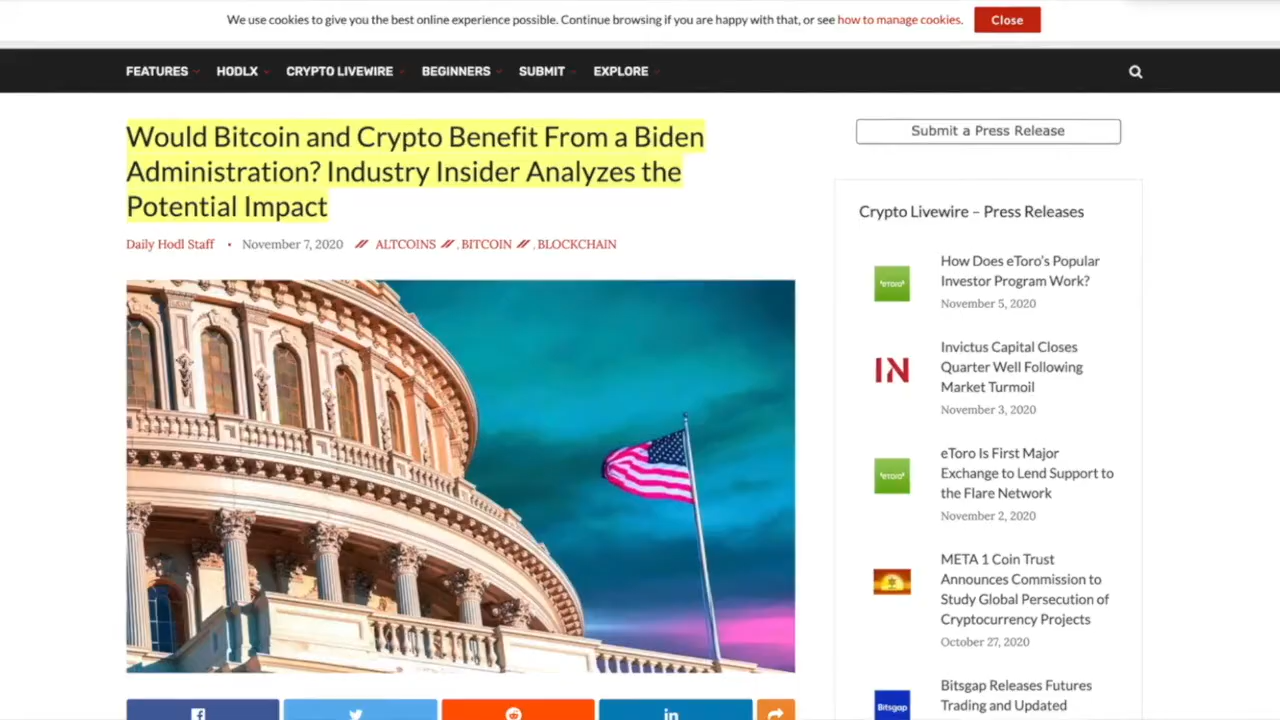 We use cookies to give you the best online experience possible. Continue browsing if you are happy with that, or see how to manage cookies.
Close
FEATURES
HODLX
CRYPTO LIVEWIRE
BEGINNERS
SUBMIT
EXPLORE
Would Bitcoin and Crypto Benefit From a Biden
Administration? Industry Insider Analyzes the
Potential Impact
Daily Hodl Staff • November 7, 2020 // ALTCOINS // , BITCOIN // , BLOCKCHAIN
Submit a Press Release
Crypto Livewire – Press Releases
eToro
How Does eToro's Popular
Investor Program Work?
November 5, 2020
IN
Invictus Capital Closes
Quarter Well Following
Market Turmoil
November 3, 2020
eToro
eToro Is First Major
Exchange to Lend Support to
the Flare Network
November 2, 2020
META 1 Coin Trust
Announces Commission to
Study Global Persecution of
Cryptocurrency Projects
October 27, 2020
Bitsgap
Bitsgap Releases Futures
Trading and Updated